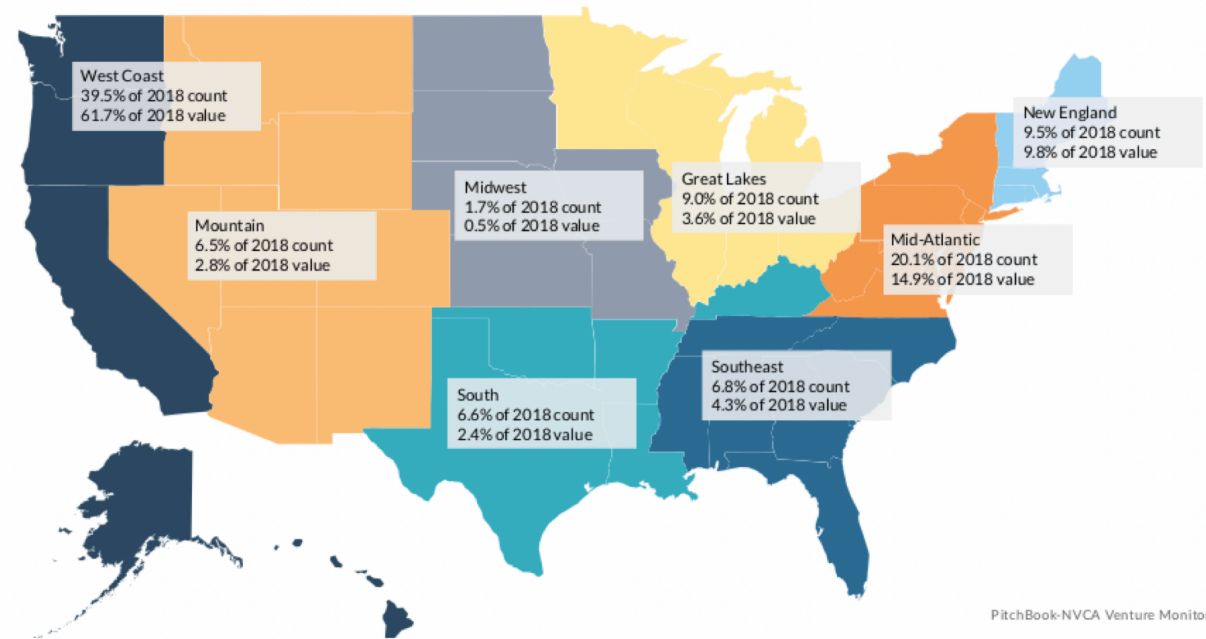 West Coast
39.5% of 2018 count
61.7% of 2018 value
New England
9.5% of 2018 count
9.8% of 2018 value
Midwest
1.7% of 2018 count
0.5% of 2018 value
Great Lakes
9.0% of 2018 count
3.6% of 2018 value
Mountain
6.5% of 2018 count
2.8% of 2018 value
Mid-Atlantic
20.1% of 2018 count
14.9% of 2018 value
South
6.6% of 2018 count
2.4% of 2018 value
Southeast
6.8% of 2018 count
4.3% of 2018 value
PitchBook-NVCA Venture Monito